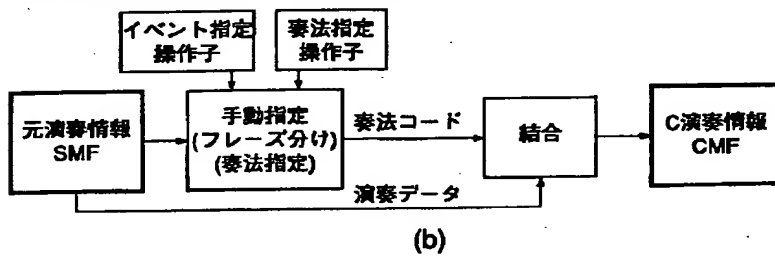 イベント指定
操作子
奏法指定
操作子
元演奏情報
SMF
手動指定
(フレーズ分け)
(奏法指定)
奏法コード
結合
C演奏情報
CMF
演奏データ
(b)